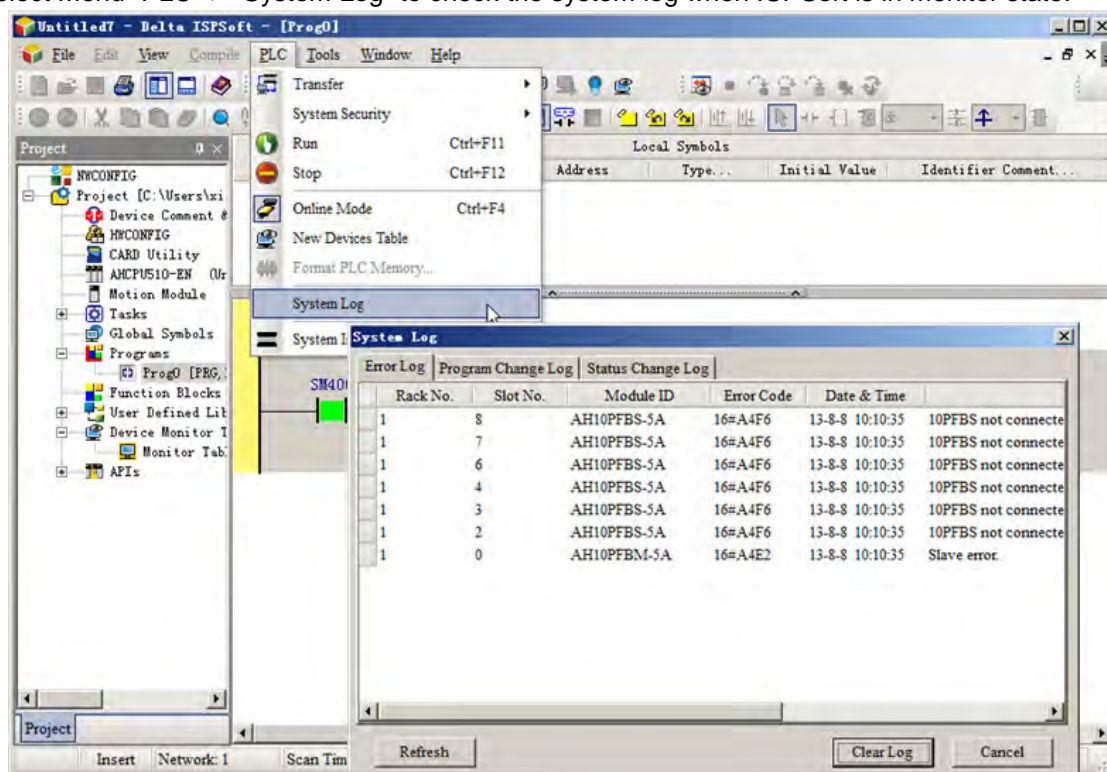 select menu "PLC" > "System Log" to check the system log when ISPSoft is in monitor state.
Untitled7 - Delta ISPSoft - [Prog0]
File Edit View Compile PLC Tools Window Help
Transfer
System Security
Run Ctrl+F11
Stop Ctrl+F12
Online Mode Ctrl+F4
New Devices Table
Format PLC Memory...
System Log
System I
Project
NWCONFIG
Project [C:\Users\xi
Device Comment &
HWCONFIG
CARD Utility
AHCPU510-EN (Ur
Motion Module
Tasks
Global Symbols
Programs
Prog0 [PRG,
Function Blocks
User Defined Lib
Device Monitor T
Monitor Tab
APIs
Project
Local Symbols
Address Type... Initial Value Identifier Comment...
SM40
System Log
Error Log Program Change Log Status Change Log
Rack No. Slot No. Module ID Error Code Date & Time
1 8 AH10PFBS-5A 16#A4F6 13-8-8 10:10:35 10PFBS not connecte
1 7 AH10PFBS-5A 16#A4F6 13-8-8 10:10:35 10PFBS not connecte
1 6 AH10PFBS-5A 16#A4F6 13-8-8 10:10:35 10PFBS not connecte
1 4 AH10PFBS-5A 16#A4F6 13-8-8 10:10:35 10PFBS not connecte
1 3 AH10PFBS-5A 16#A4F6 13-8-8 10:10:35 10PFBS not connecte
1 2 AH10PFBS-5A 16#A4F6 13-8-8 10:10:35 10PFBS not connecte
1 0 AH10PFBM-5A 16#A4E2 13-8-8 10:10:35 Slave error.
Refresh Clear Log Cancel
Insert Network: 1 Scan Tim